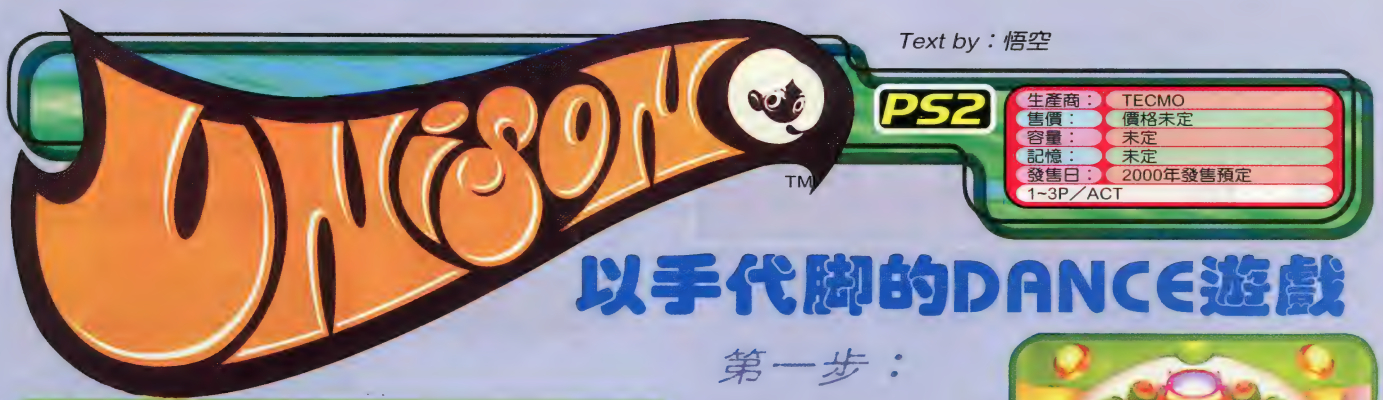 Text by：悟空
UNiSON
TM
PS2
生產商： TECMO
售價： 價格未定
容量： 未定
記憶： 未定
發售日： 2000年發售預定
1~3P／ACT
以手代脚的DANCE遊戲
第一步：